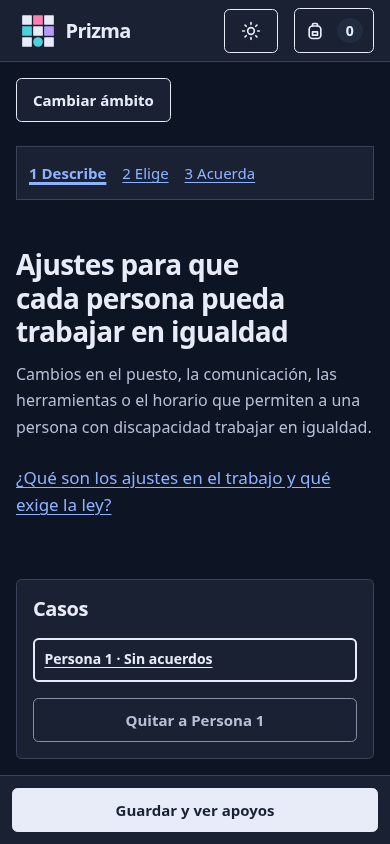 Prizma
0
Cambiar ámbito
1 Describe 2 Elige 3 Acuerda
Ajustes para que
cada persona pueda
trabajar en igualdad
Cambios en el puesto, la comunicación, las
herramientas o el horario que permiten a una
persona con discapacidad trabajar en igualdad.
¿Qué son los ajustes en el trabajo y qué
exige la ley?
Casos
Persona 1 · Sin acuerdos
Quitar a Persona 1
Guardar y ver apoyos